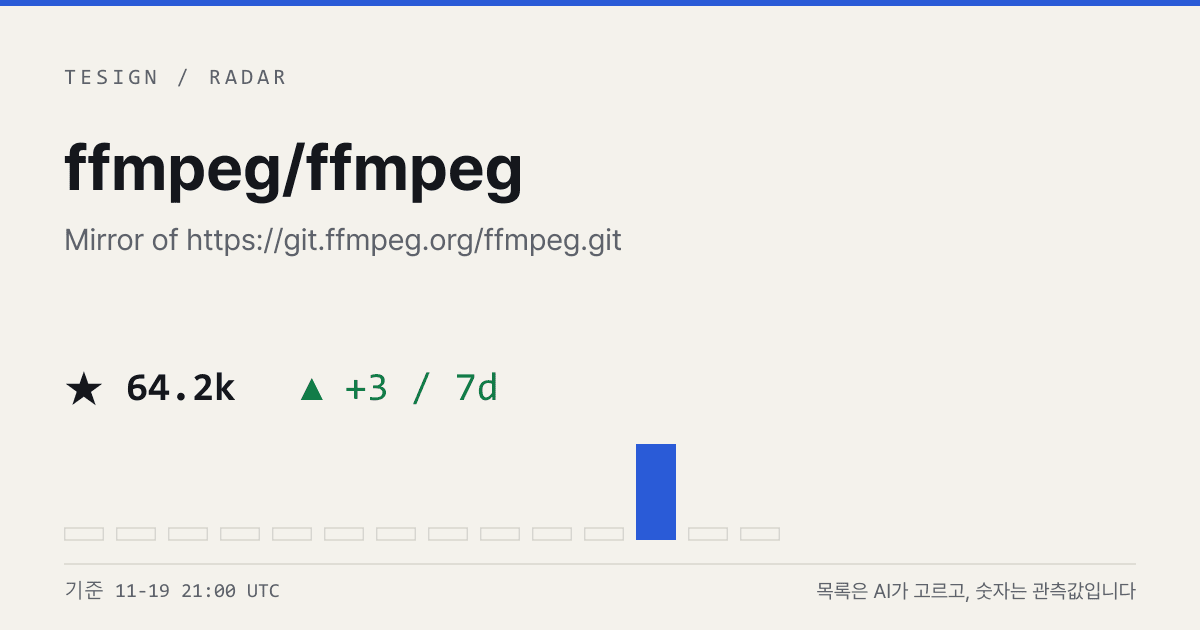 TESIGN / RADAR
ffmpeg/ffmpeg
Mirror of https://git.ffmpeg.org/ffmpeg.git
★ 64.2k ▲ +3 / 7d
기준 11-19 21:00 UTC
목록은 AI가 고르고, 숫자는 관측값입니다